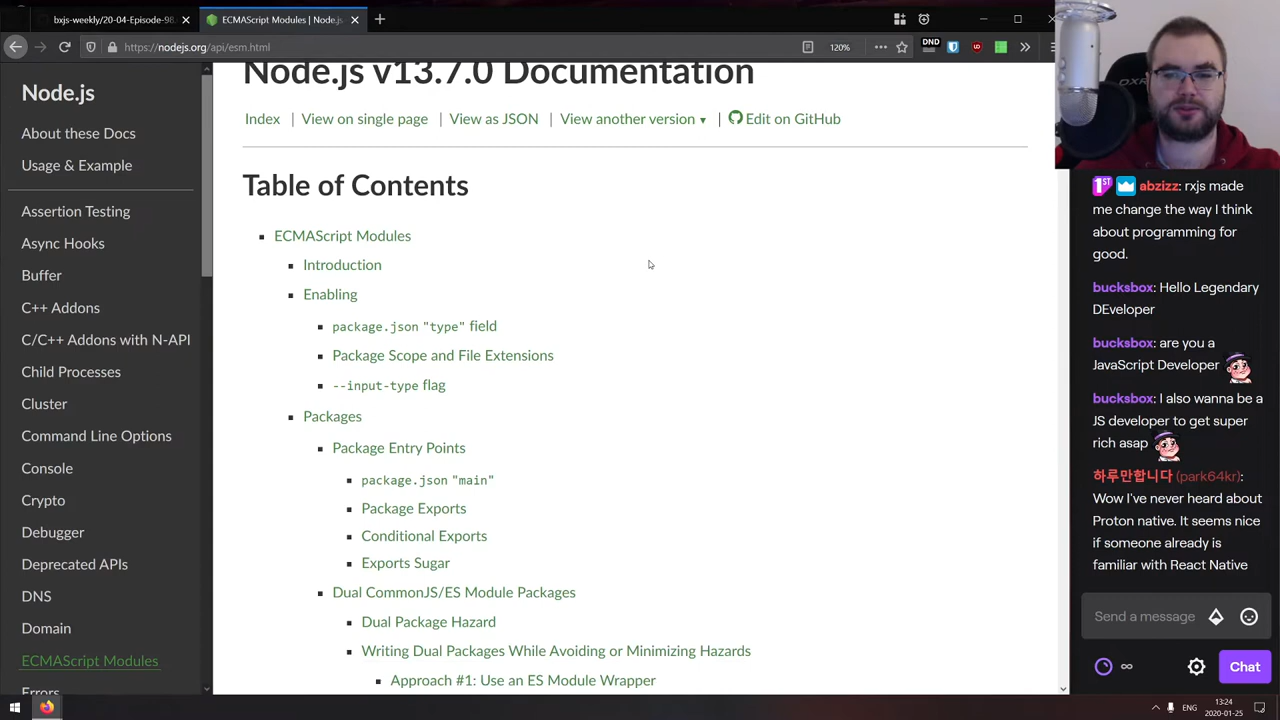 bxjs-weekly/20-04-Episode-98.
ECMAScript Modules | Node.js
https://nodejs.org/api/esm.html
120%
DND
Node.js
About these Docs
Usage & Example
Assertion Testing
Async Hooks
Buffer
C++ Addons
C/C++ Addons with N-API
Child Processes
Cluster
Command Line Options
Console
Crypto
Debugger
Deprecated APIs
DNS
Domain
ECMAScript Modules
Errors
Node.js v13.7.0 Documentation
Index | View on single page | View as JSON | View another version ▼ | Edit on GitHub
Table of Contents
ECMAScript Modules
Introduction
Enabling
package.json "type" field
Package Scope and File Extensions
--input-type flag
Packages
Package Entry Points
package.json "main"
Package Exports
Conditional Exports
Exports Sugar
Dual CommonJS/ES Module Packages
Dual Package Hazard
Writing Dual Packages While Avoiding or Minimizing Hazards
Approach #1: Use an ES Module Wrapper
DXR
1ST abzizz: rxjs made
me change the way I think
about programming for
good.
bucksbox: Hello Legendary
DEveloper
bucksbox: are you a
JavaScript Developer
bucksbox: I also wanna be a
JS developer to get super
rich asap
하루만합니다 (park64kr):
Wow I've never heard about
Proton native. It seems nice
if someone already is
familiar with React Native
Send a message
∞
Chat
ENG
13:24
2020-01-25